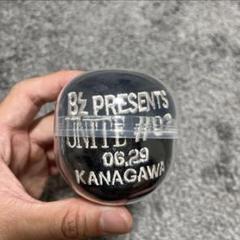 B'z PRESENTS
UNITE #02
06.29
KANAGAWA